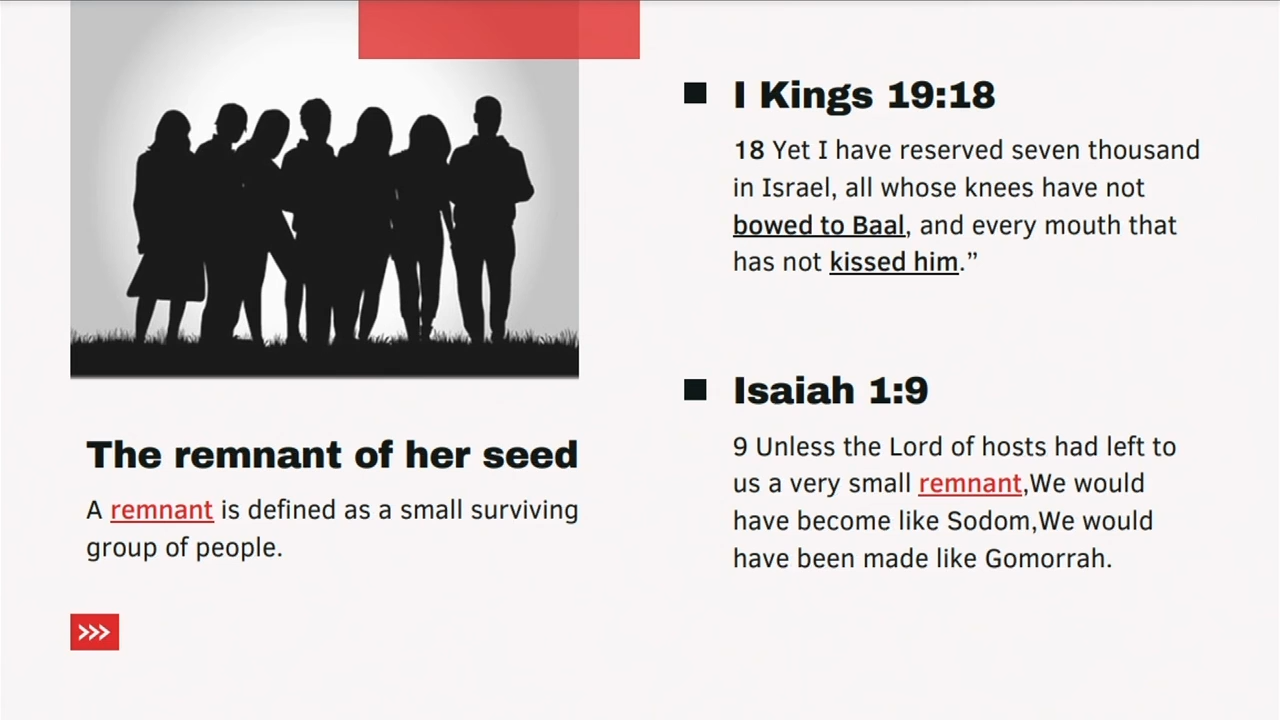 The remnant of her seed
A remnant is defined as a small surviving
group of people.
I Kings 19:18
18 Yet I have reserved seven thousand
in Israel, all whose knees have not
bowed to Baal, and every mouth that
has not kissed him.”
Isaiah 1:9
9 Unless the Lord of hosts had left to
us a very small remnant,We would
have become like Sodom,We would
have been made like Gomorrah.